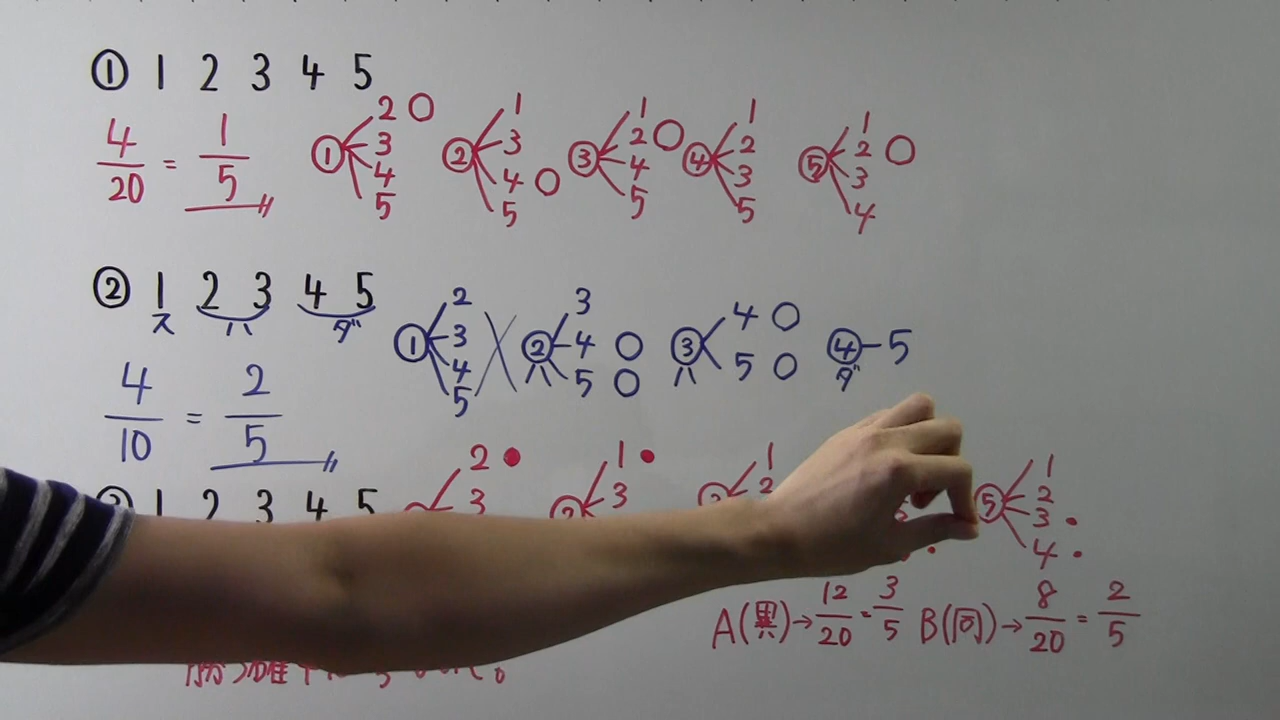 ① 1 2 3 4 5
4/20 = 1/5
① 2 ○ 3 4 5
② 1 3 4 ○ 5
③ 1 2 ○ 4 5
④ 1 2 3 5
⑤ 1 2 ○ 3 4
② 1 2 3 4 5
ス ハ ダ
4/10 = 2/5
① 2 3 4 5
② 3 4 ○ 5 ○
ハ
③ 4 ○ 5 ○
ハ
④ 5
ダ
1 2 3 4 5
2 • 3
1 • 3
1 2
⑤ 1 2 3 • 4 •
A(異)→ 12/20 = 3/5 B(同)→ 8/20 = 2/5